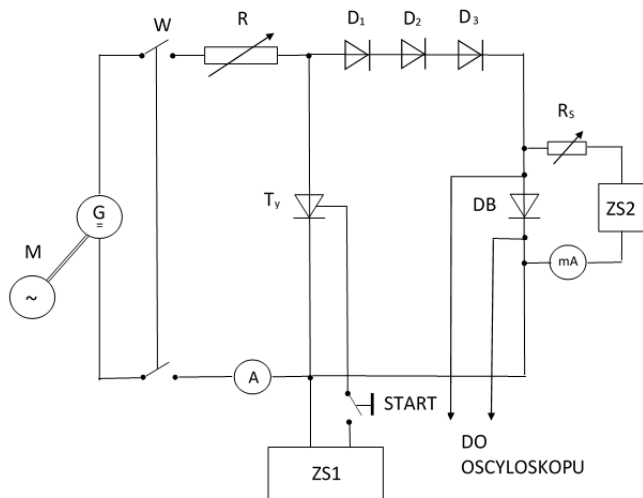 W
R
D₁
D₂
D₃
Rs
G
=
Ty
DB
ZS2
M
~
mA
A
START
DO
OSCYLOSKOPU
ZS1